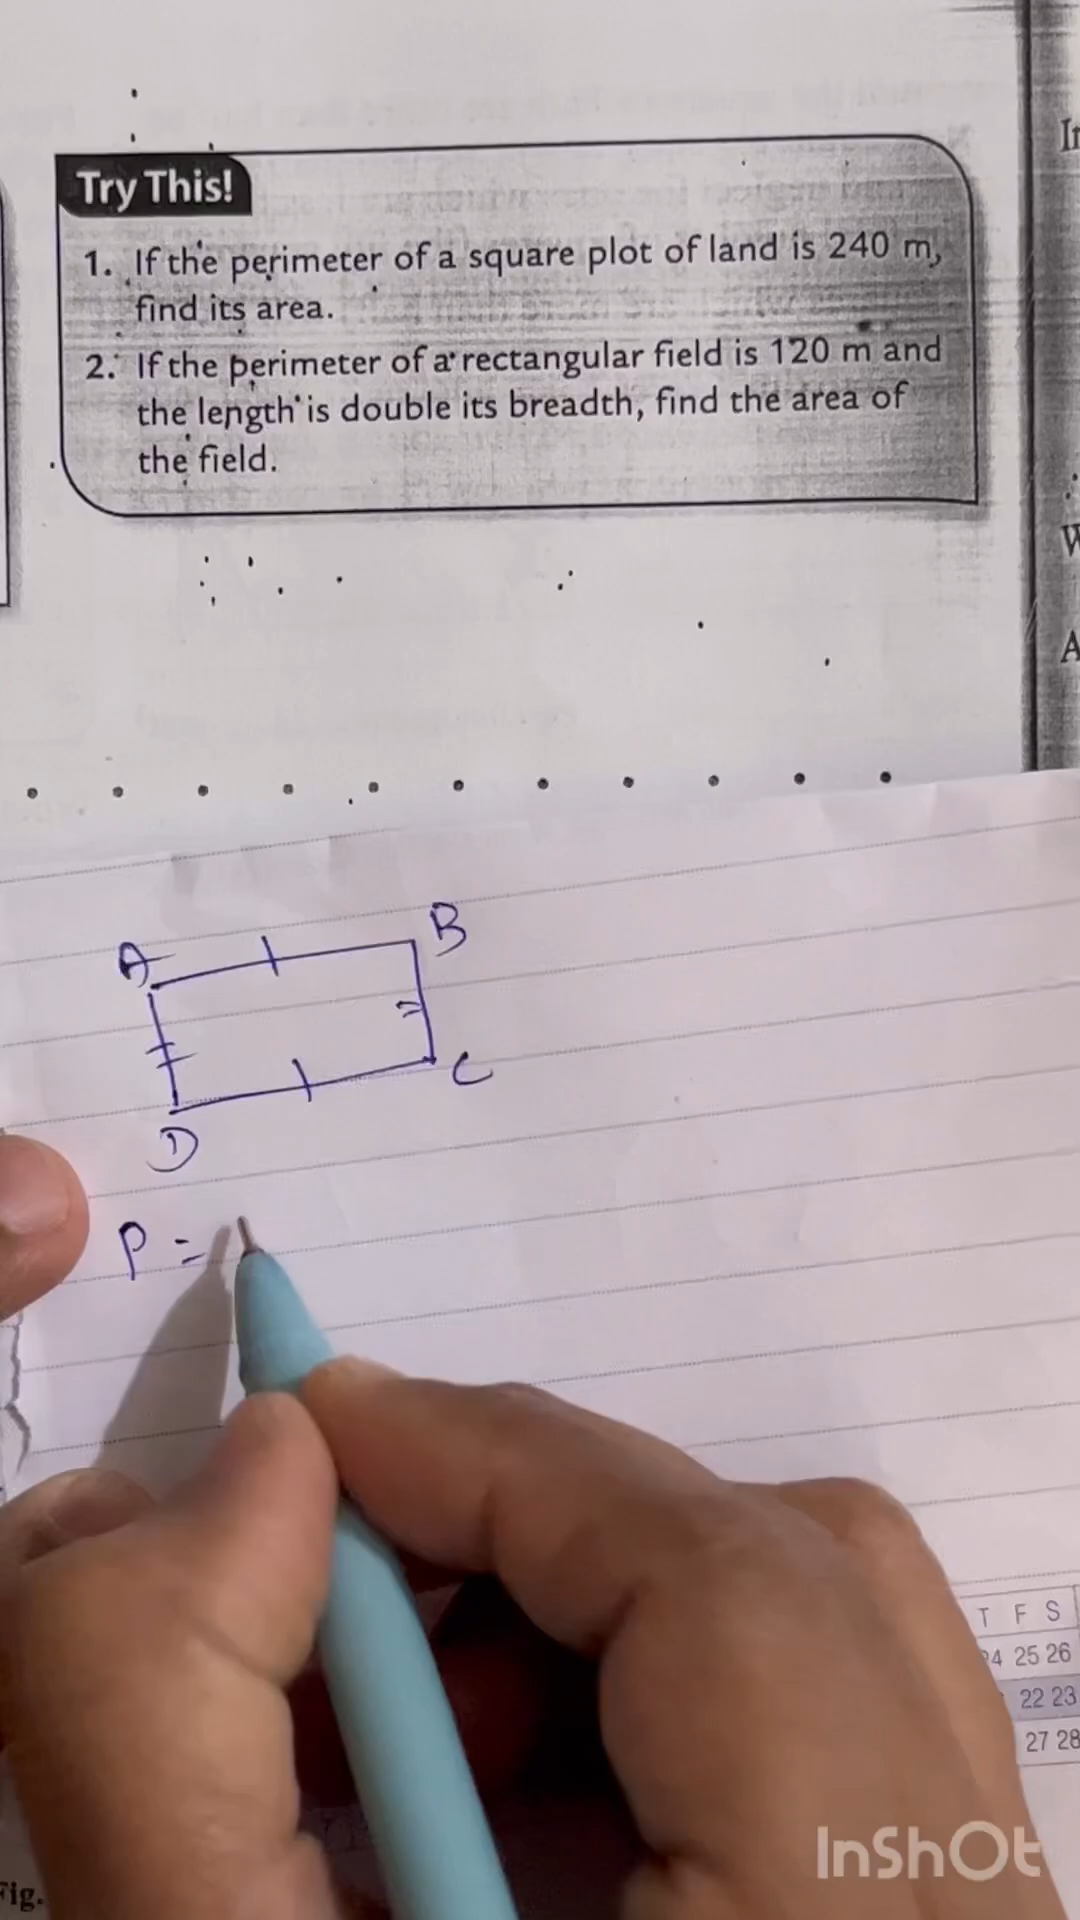 Try This!
1. If the perimeter of a square plot of land is 240 m,
find its area.
2. If the perimeter of a rectangular field is 120 m and
the length is double its breadth, find the area of
the field.
A
B
C
D
P =
T F S
24 25 26
22 23
27 28
Fig.
InShOt